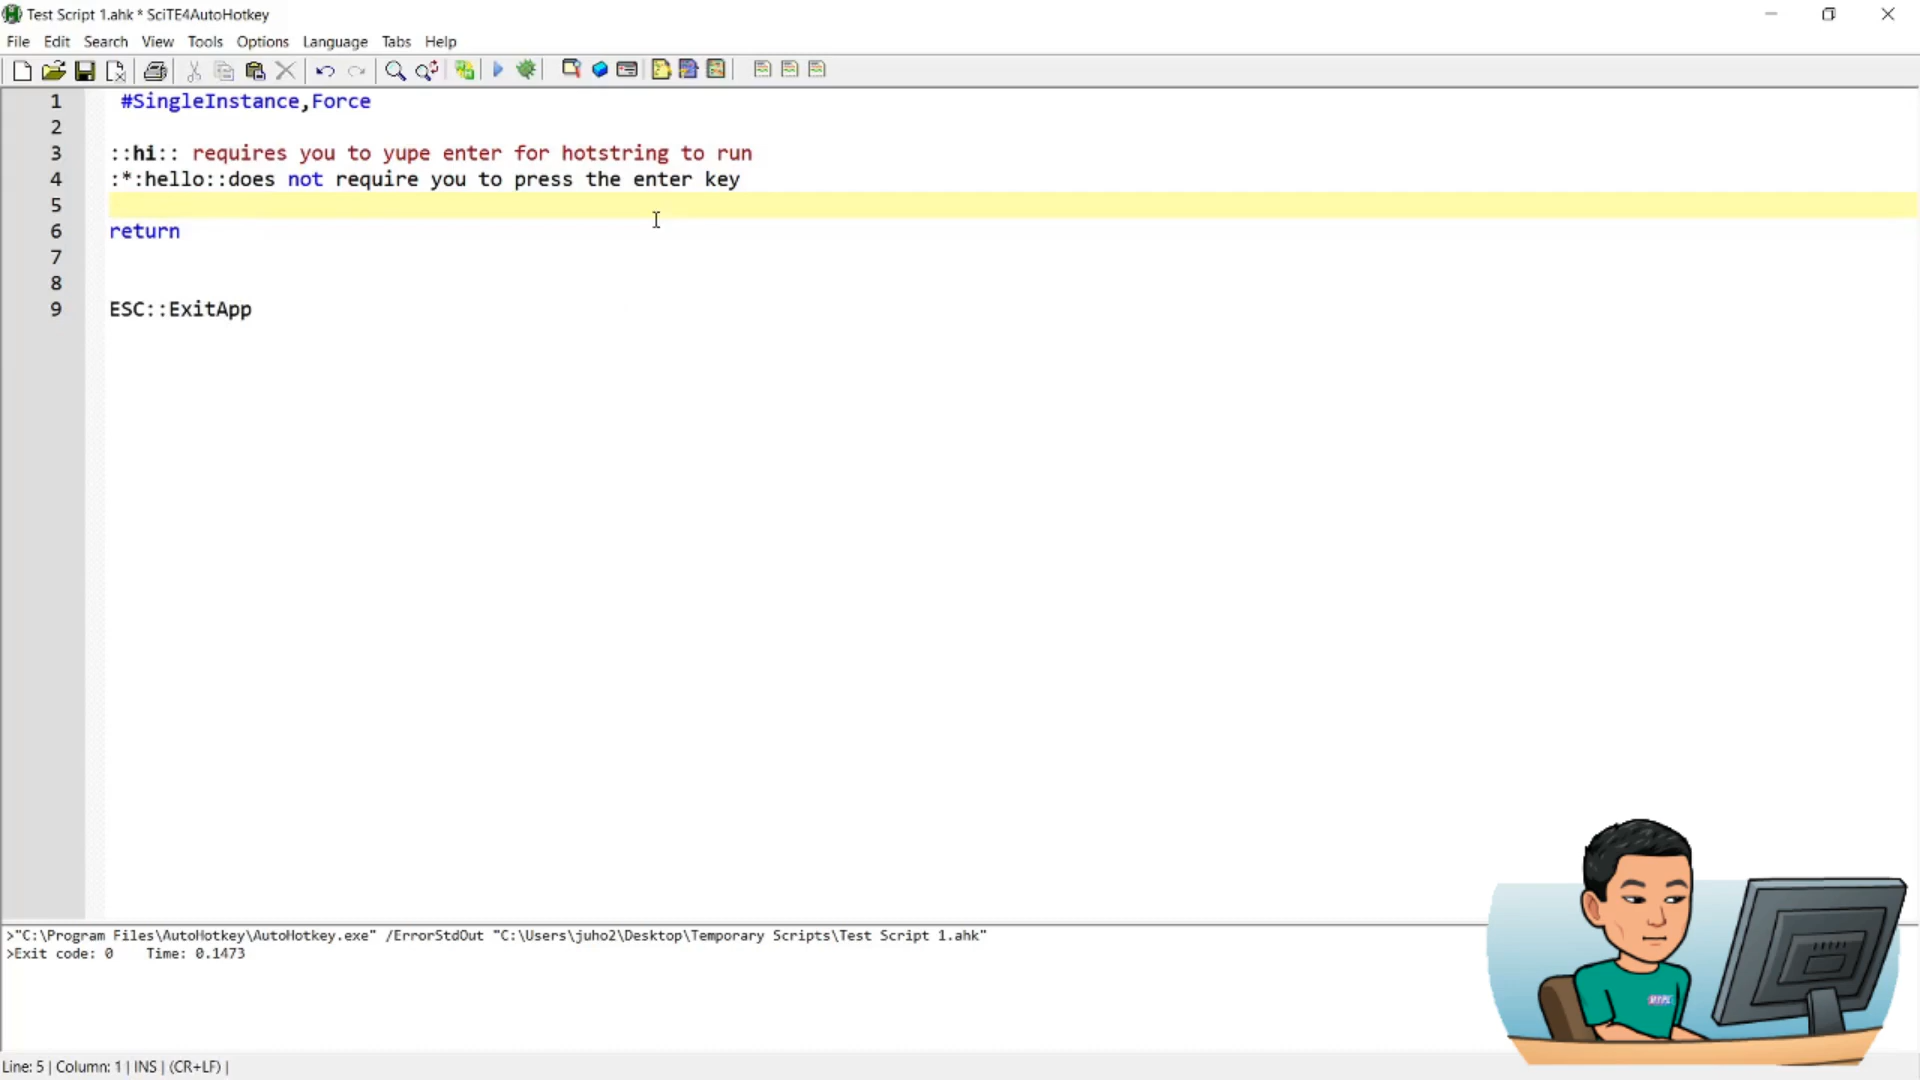 Test Script 1.ahk * SciTE4AutoHotkey
File Edit Search View Tools Options Language Tabs Help
1 #SingleInstance,Force
2
3 ::hi:: requires you to yupe enter for hotstring to run
4 :*:hello::does not require you to press the enter key
5
6 return
7
8
9 ESC::ExitApp
>"C:\Program Files\AutoHotkey\AutoHotkey.exe" /ErrorStdOut "C:\Users\juho2\Desktop\Temporary Scripts\Test Script 1.ahk"
>Exit code: 0 Time: 0.1473
Line: 5 | Column: 1 | INS | (CR+LF) |